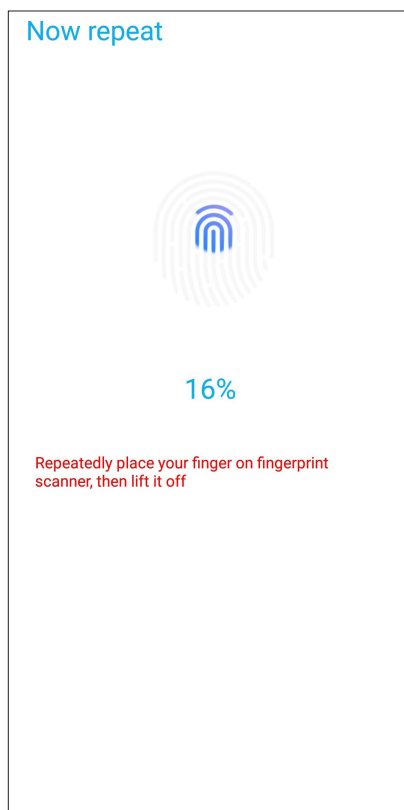 Now repeat
16%
Repeatedly place your finger on fingerprint
scanner, then lift it off